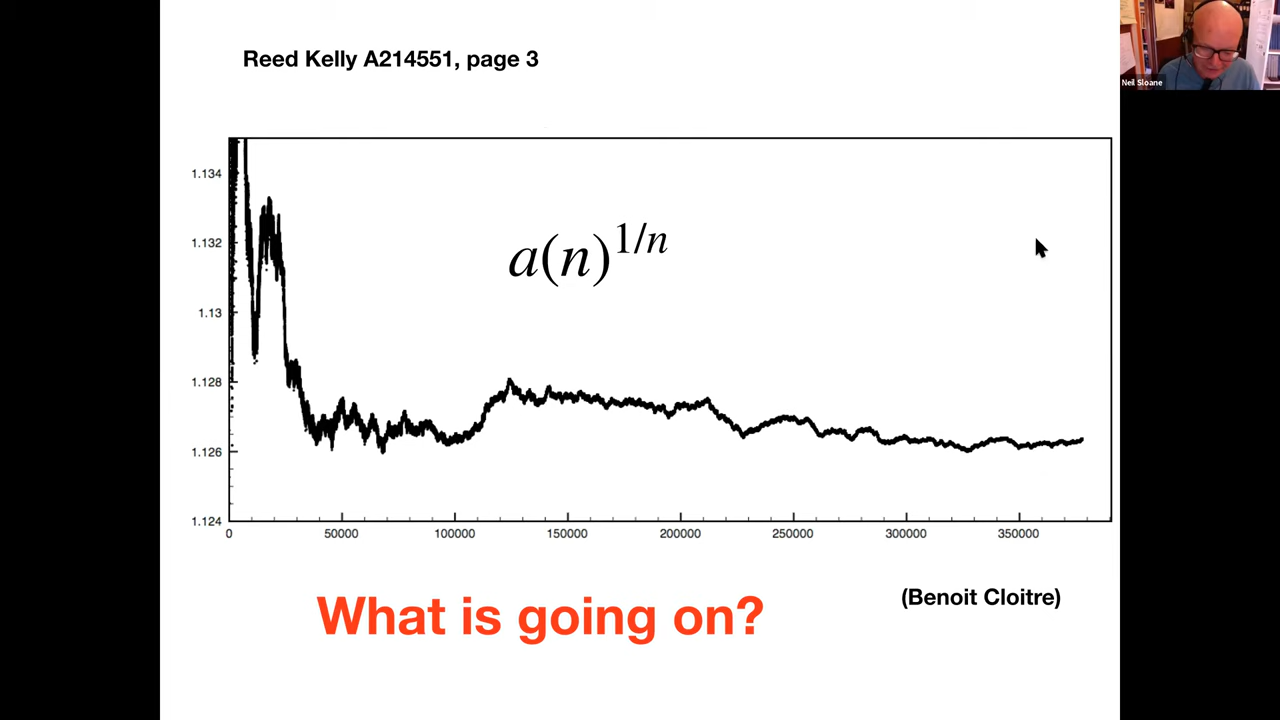 Reed Kelly A214551, page 3
Neil Sloane
1.134
1.132
1.13
1.128
1.126
1.124
a(n)^{1/n}
0 50000 100000 150000 200000 250000 300000 350000
What is going on?
(Benoit Cloitre)